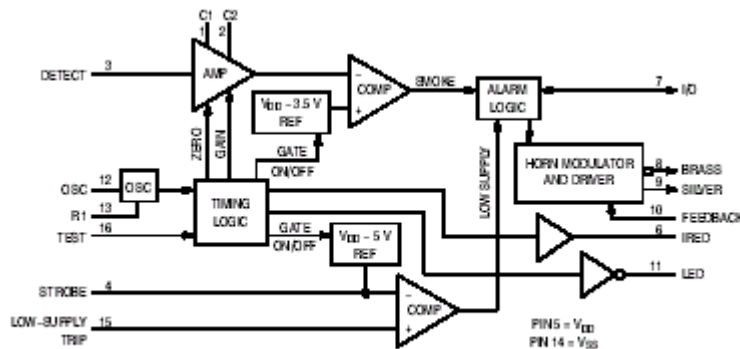 C1 C2
1 2
DETECT 3
AMP
-
+
COMP
SMOKE
ALARM
LOGIC
7 I/O
VDD – 3.5 V
REF
ZERO
GAIN
GATE
ON/OFF
LOW SUPPLY
HORN MODULATOR
AND DRIVER
8 BRASS
9 SILVER
10 FEEDBACK
OSC 12
OSC
R1 13
TEST 16
TIMING
LOGIC
GATE
ON/OFF
VDD – 5 V
REF
6 IRED
11 LED
STROBE 4
-
+
COMP
LOW–SUPPLY 15
TRIP
PIN 5 = VDD
PIN 14 = VSS